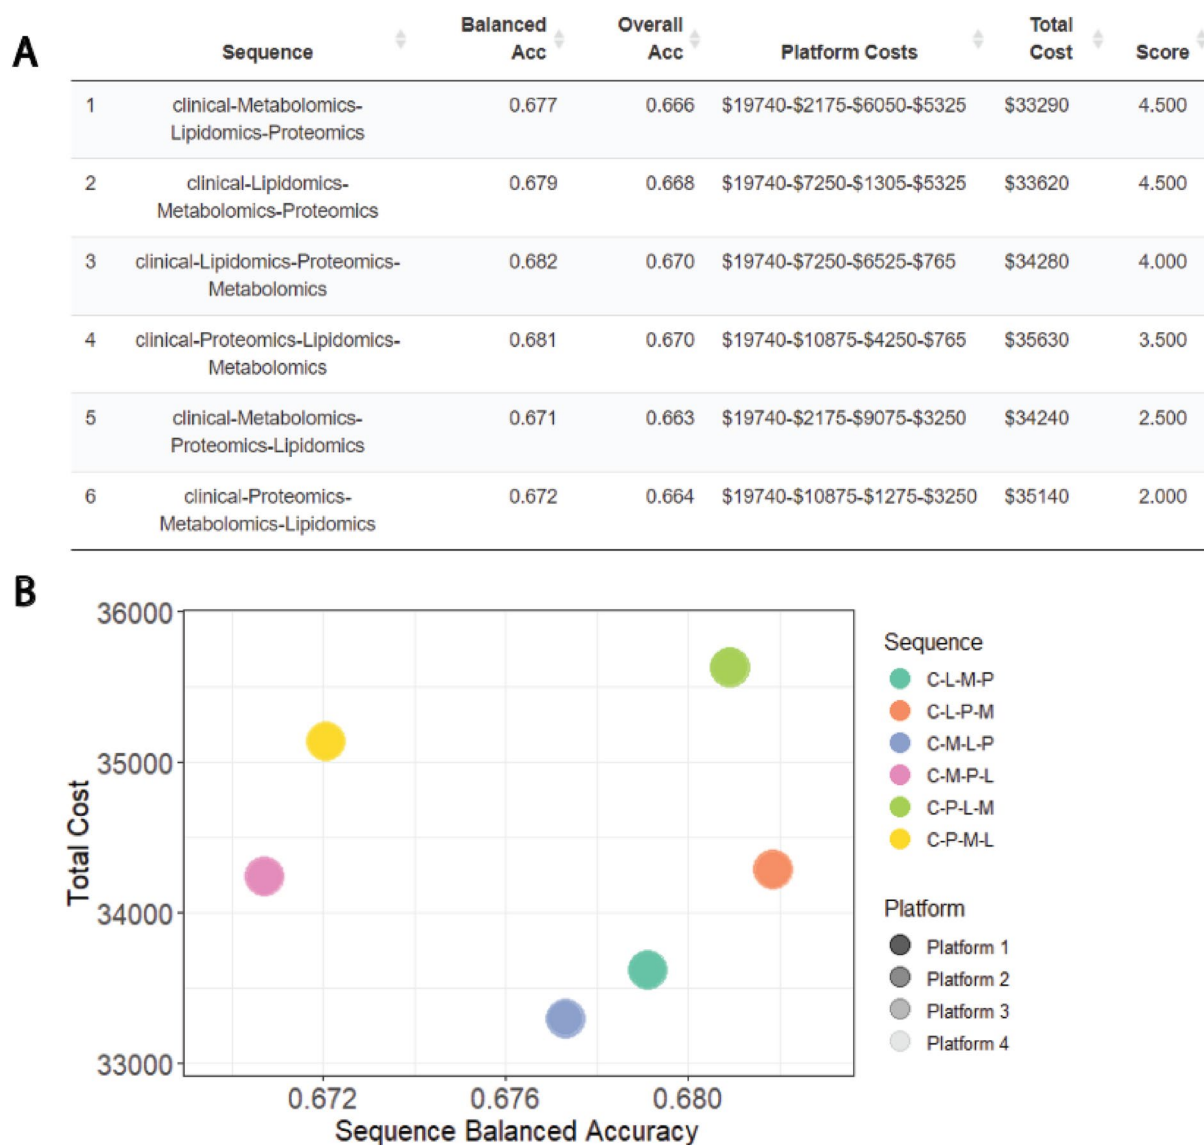 A
Sequence
Balanced
Acc
Overall
Acc
Platform Costs
Total
Cost
Score
1
clinical-Metabolomics-
Lipidomics-Proteomics
0.677
0.666
$19740-$2175-$6050-$5325
$33290
4.500
2
clinical-Lipidomics-
Metabolomics-Proteomics
0.679
0.668
$19740-$7250-$1305-$5325
$33620
4.500
3
clinical-Lipidomics-Proteomics-
Metabolomics
0.682
0.670
$19740-$7250-$6525-$765
$34280
4.000
4
clinical-Proteomics-Lipidomics-
Metabolomics
0.681
0.670
$19740-$10875-$4250-$765
$35630
3.500
5
clinical-Metabolomics-
Proteomics-Lipidomics
0.671
0.663
$19740-$2175-$9075-$3250
$34240
2.500
6
clinical-Proteomics-
Metabolomics-Lipidomics
0.672
0.664
$19740-$10875-$1275-$3250
$35140
2.000
B
36000
35000
34000
33000
Total Cost
0.672
0.676
0.680
Sequence Balanced Accuracy
Sequence
C-L-M-P
C-L-P-M
C-M-L-P
C-M-P-L
C-P-L-M
C-P-M-L
Platform
Platform 1
Platform 2
Platform 3
Platform 4